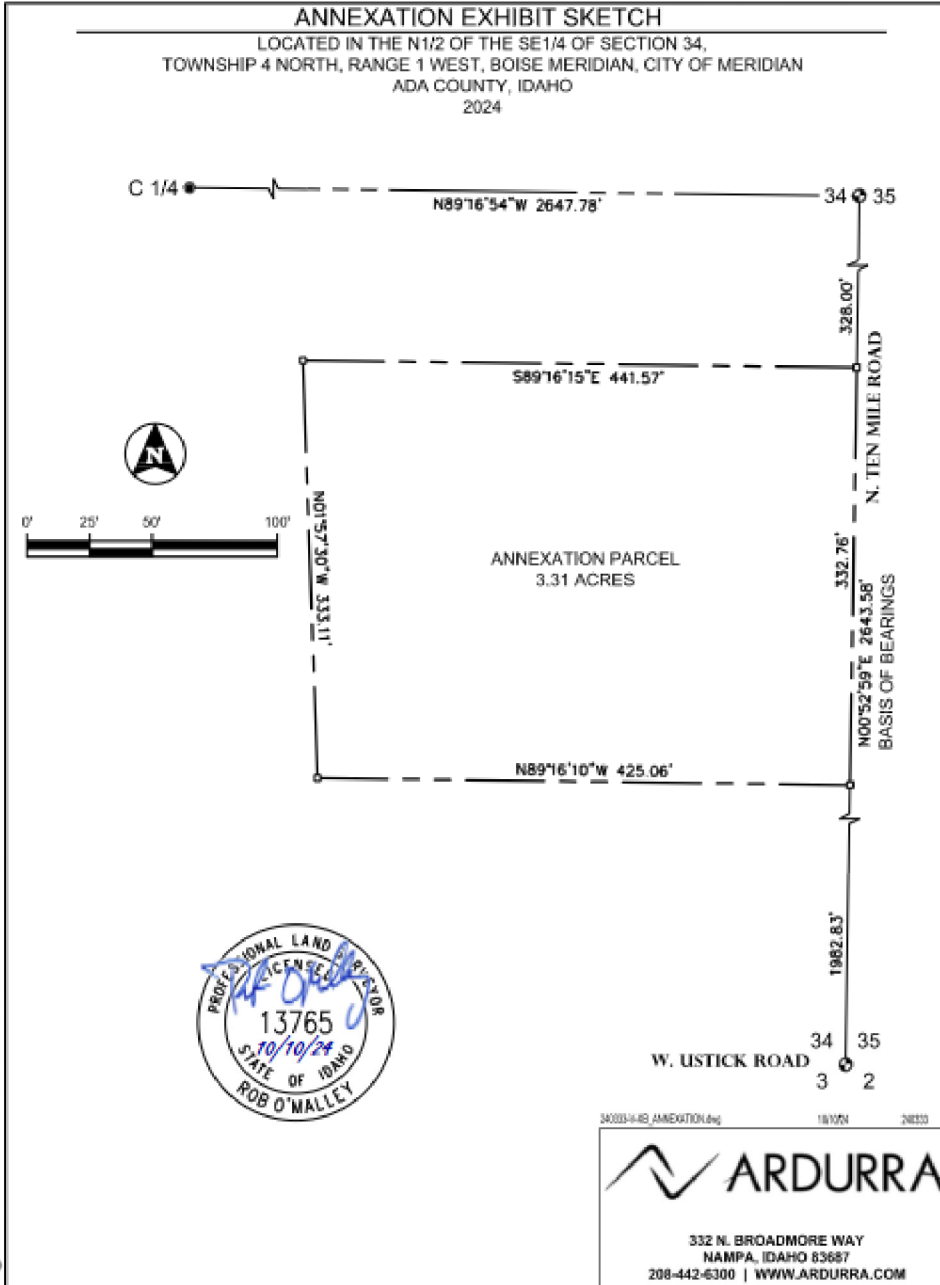 ANNEXATION EXHIBIT SKETCH
LOCATED IN THE N1/2 OF THE SE1/4 OF SECTION 34,
TOWNSHIP 4 NORTH, RANGE 1 WEST, BOISE MERIDIAN, CITY OF MERIDIAN
ADA COUNTY, IDAHO
2024
C 1/4
34 35
N89°16'54"W 2647.78'
328.00'
N. TEN MILE ROAD
S89°16'15"E 441.57'
N
0' 25' 50' 100'
N01°57'30"W 333.11'
ANNEXATION PARCEL
3.31 ACRES
332.76'
N00°52'59"E 2643.58'
BASIS OF BEARINGS
N89°16'10"W 425.06'
1982.83'
PROFESSIONAL LAND SURVEYOR
LICENSED
13765
10/10/24
STATE OF IDAHO
ROB O'MALLEY
34 35
W. USTICK ROAD
3 2
10/10/24 240333
ARDURRA
332 N. BROADMORE WAY
NAMPA, IDAHO 83687
208-442-6300 | WWW.ARDURRA.COM